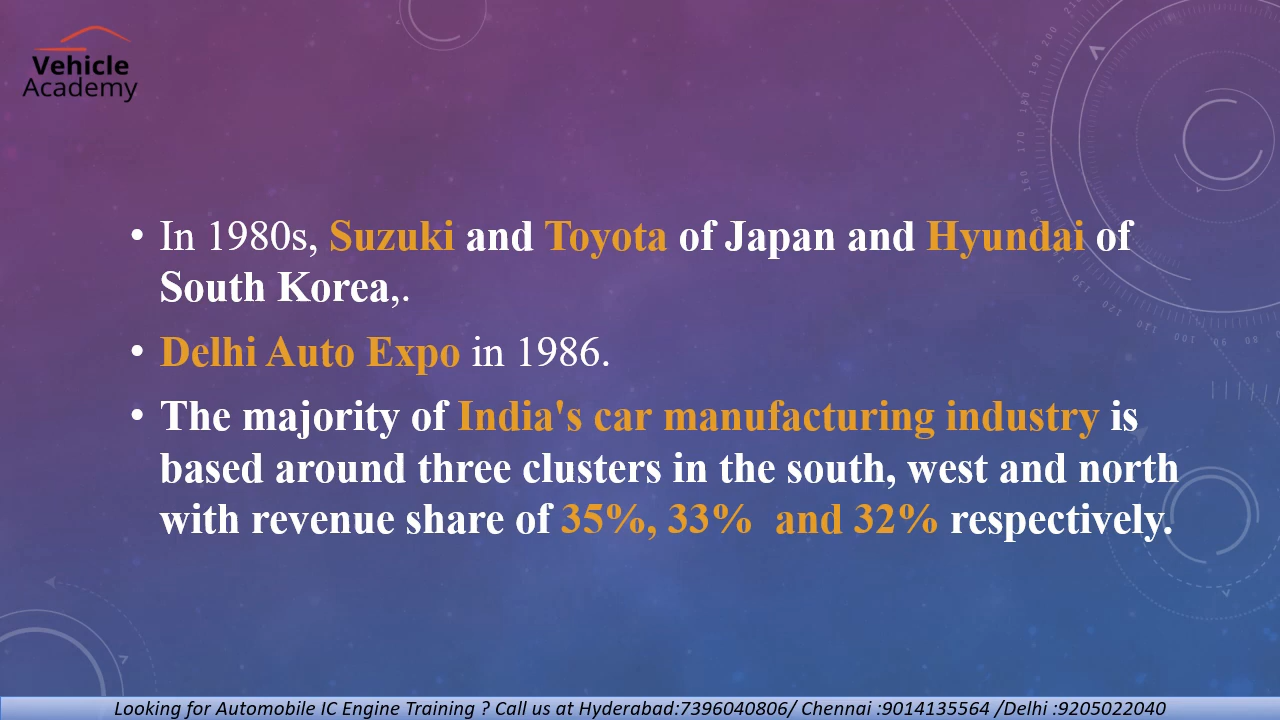 Vehicle
Academy
• In 1980s, Suzuki and Toyota of Japan and Hyundai of
South Korea,.
• Delhi Auto Expo in 1986.
• The majority of India's car manufacturing industry is
based around three clusters in the south, west and north
with revenue share of 35%, 33%  and 32% respectively.
Looking for Automobile IC Engine Training ? Call us at Hyderabad:7396040806/ Chennai :9014135564 /Delhi :9205022040